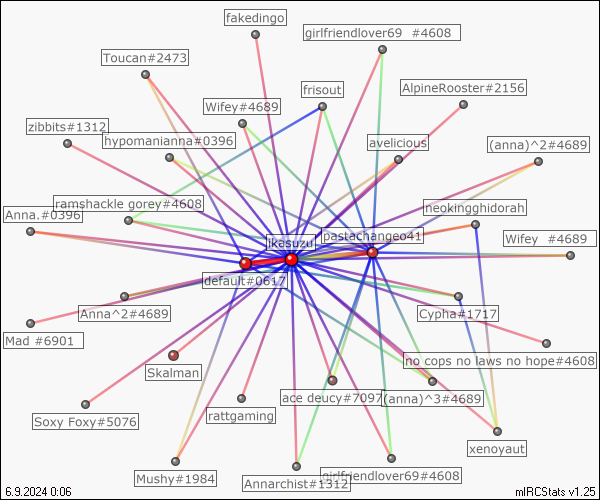 fakedingo
girlfriendlover69 #4608
Toucan#2473
frisout
AlpineRooster#2156
Wifey#4689
zibbits#1312
hypomanianna#0396
avelicious
(anna)^2#4689
ramshackle gorey#4608
Anna.#0396
neokingghidorah
jkasuzu
pastachangeo41
Wifey #4689
default#0617
Anna^2#4689
Cypha#1717
Mad #6901
no cops no laws no hope#4608
Skalman
ace deucy#7097
(anna)^3#4689
rattgaming
Soxy Foxy#5076
xenoyaut
Mushy#1984
Annarchist#1312
girlfriendlover69#4608
6.9.2024 0:06
mIRCStats v1.25